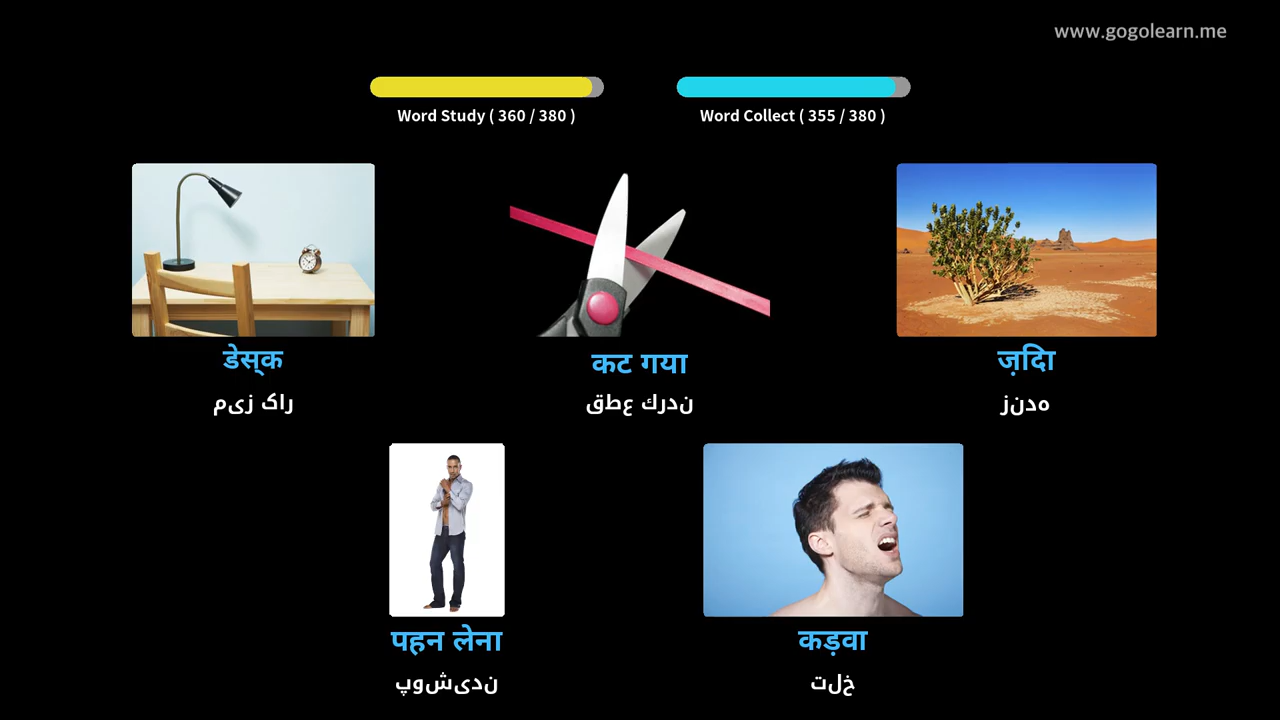 www.gogolearn.me
Word Study ( 360 / 380 )
Word Collect ( 355 / 380 )
डेस्‌क
راک زیم
कट गया
ندرك عطق
ज़दिा
هدنز
पहन लेना
ندیشوپ
कड़वा
خلت